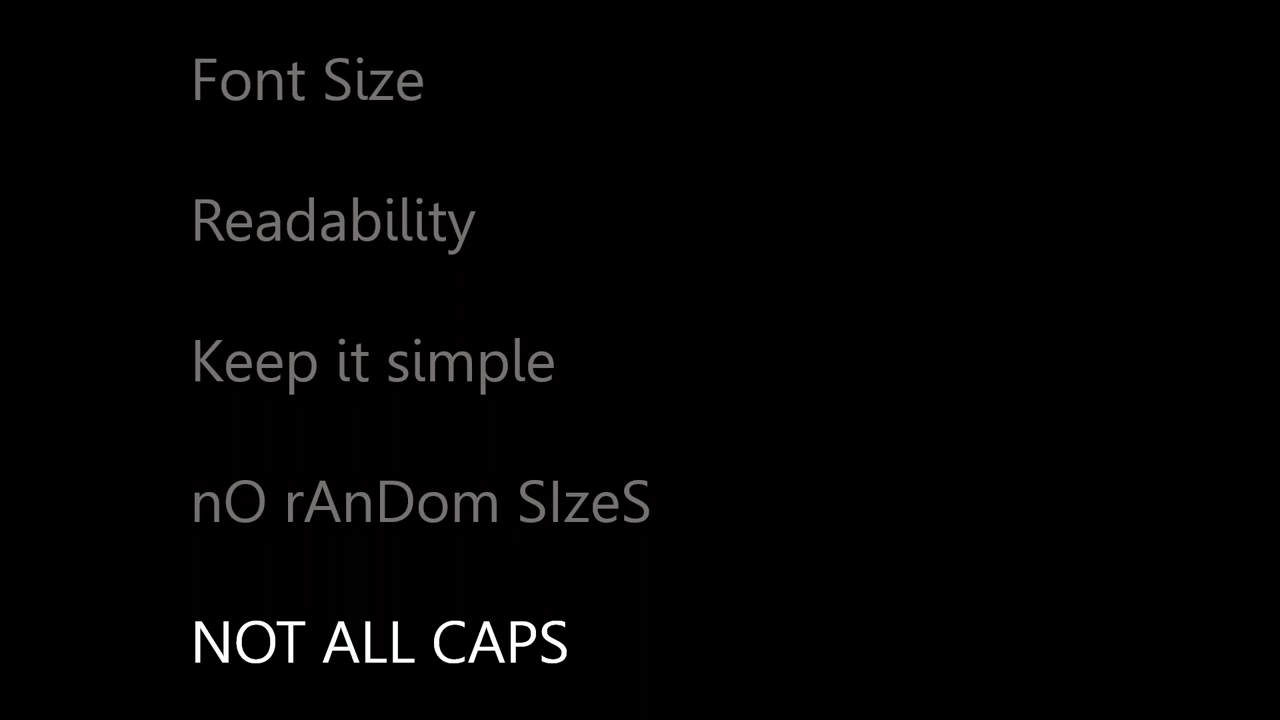 Font Size
Readability
Keep it simple
nO rAnDom SIzeS
NOT ALL CAPS